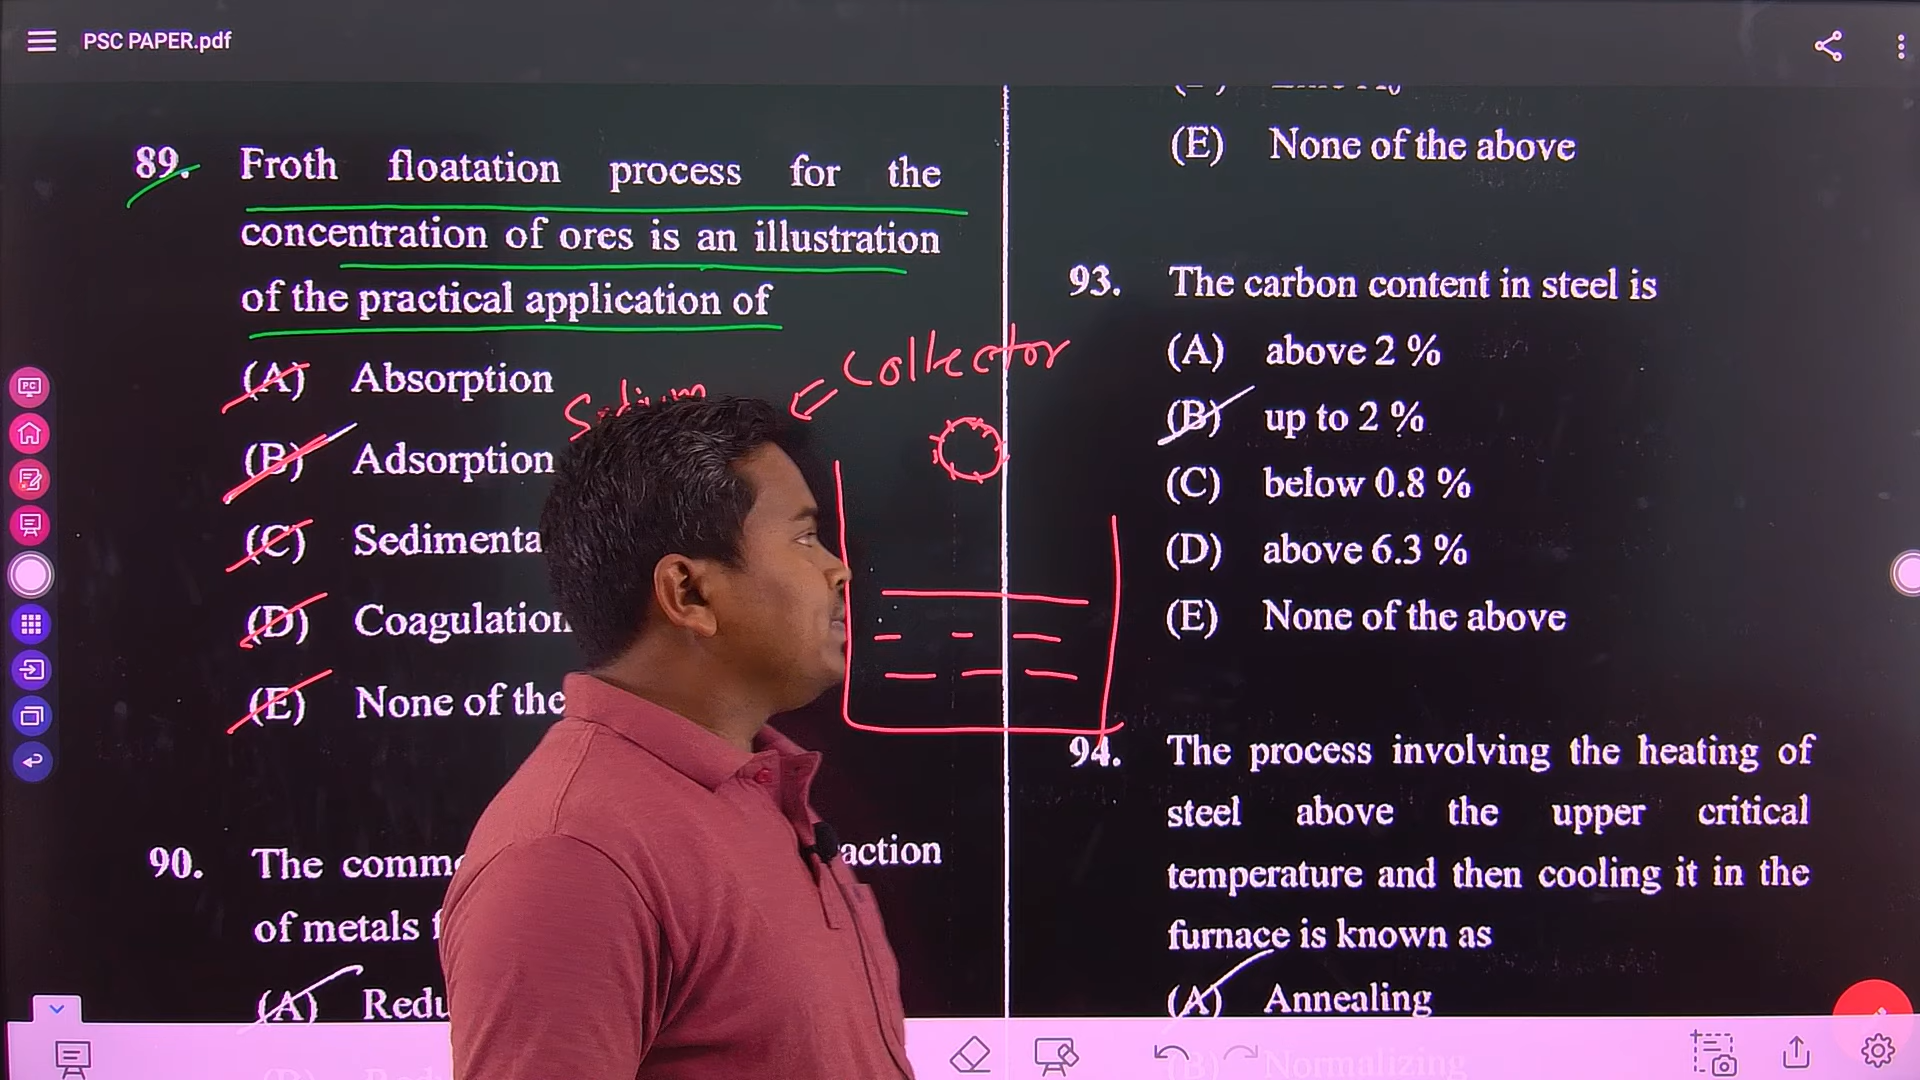 PSC PAPER.pdf
89. Froth floatation process for the
concentration of ores is an illustration
of the practical application of
(A) Absorption
(B) Adsorption
(C) Sedimenta
(D) Coagulation
(E) None of the
Sodium
Collector
90. The comm action
of metals
(A) Redu
(E) None of the above
93. The carbon content in steel is
(A) above 2 %
(B) up to 2 %
(C) below 0.8 %
(D) above 6.3 %
(E) None of the above
94. The process involving the heating of
steel above the upper critical
temperature and then cooling it in the
furnace is known as
(A) Annealing
(B) Normalizing
PC